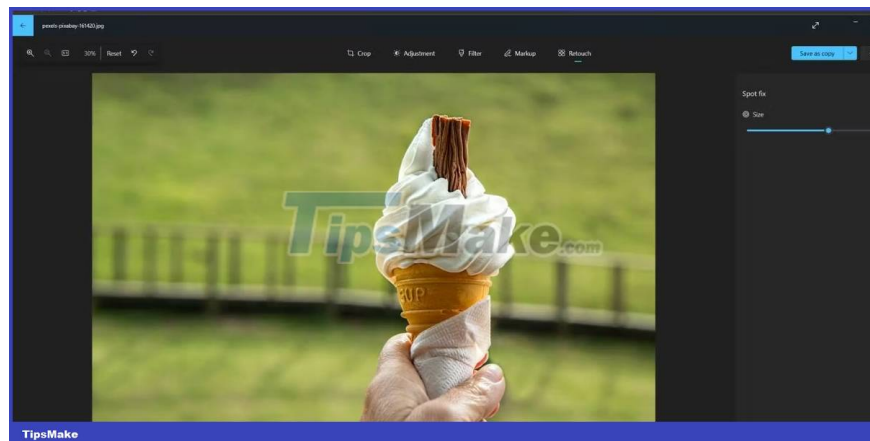 pexels-pixabay-161420.jpg
30% Reset
Crop Adjustment Filter Markup Retouch
Save as copy
Spot fix
Size
TipsMake.com
CUP
TipsMake